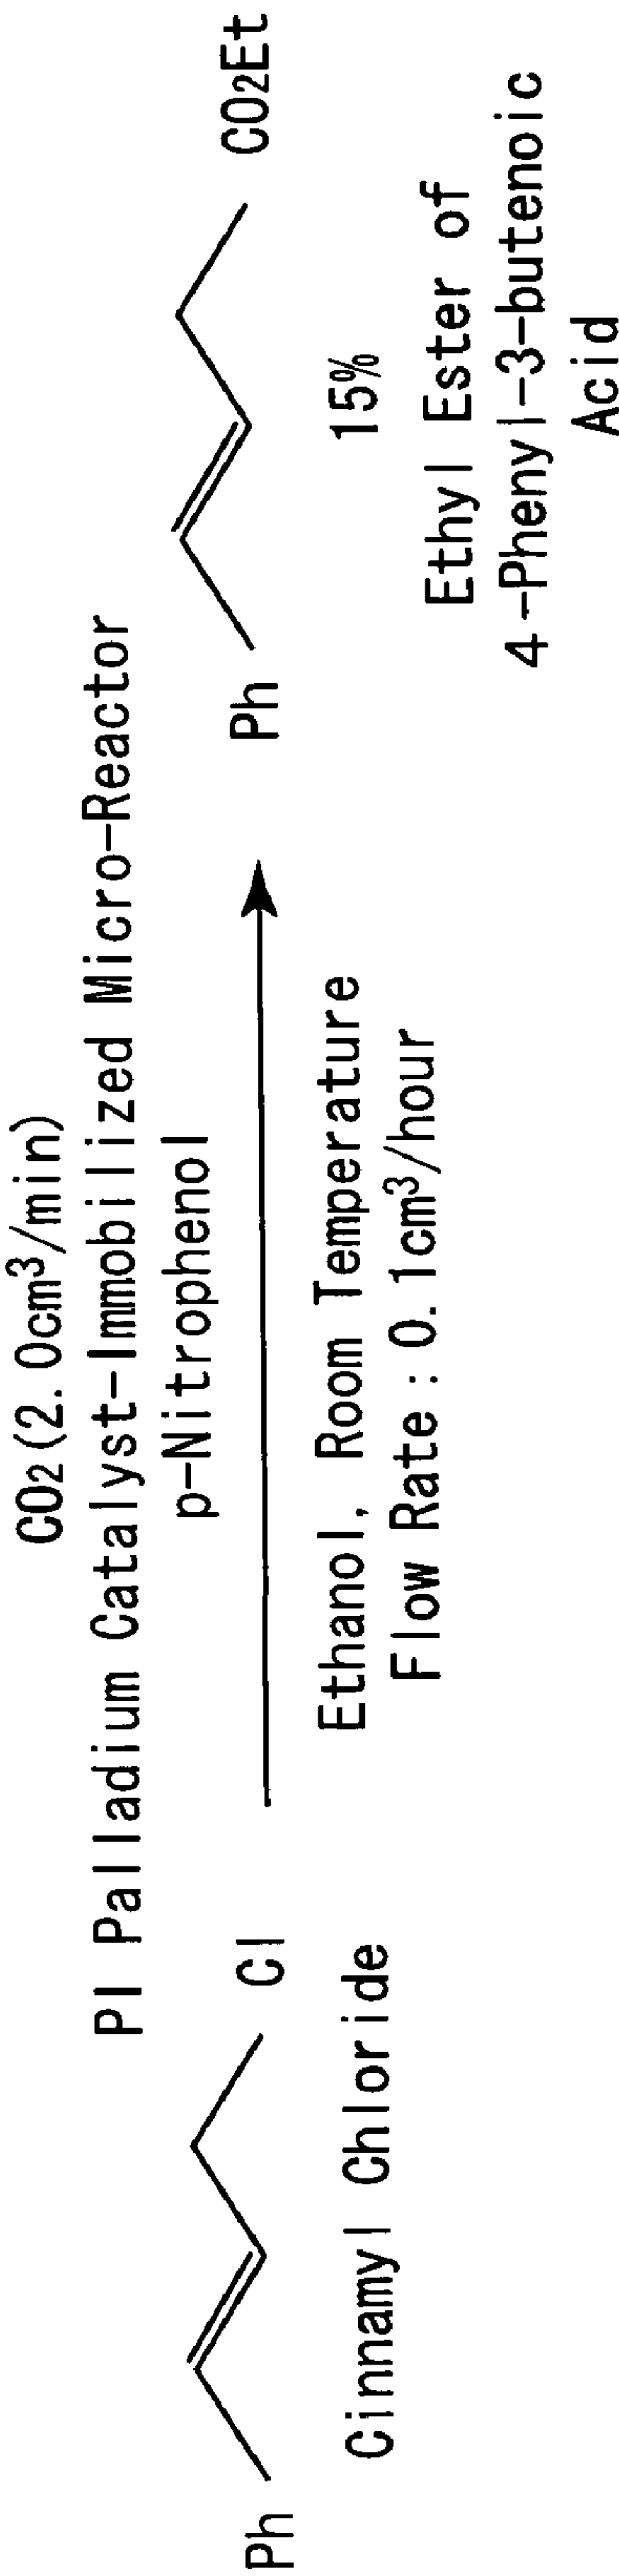 CO2(2.0cm3/min)
PI Palladium Catalyst-Immobilized Micro-Reactor
p-Nitrophenol
Ph Cl Ph CO2Et
Cinnamyl Chloride
Ethanol, Room Temperature
Flow Rate : 0.1cm3/hour
15%
Ethyl Ester of
4-Phenyl-3-butenoic
Acid